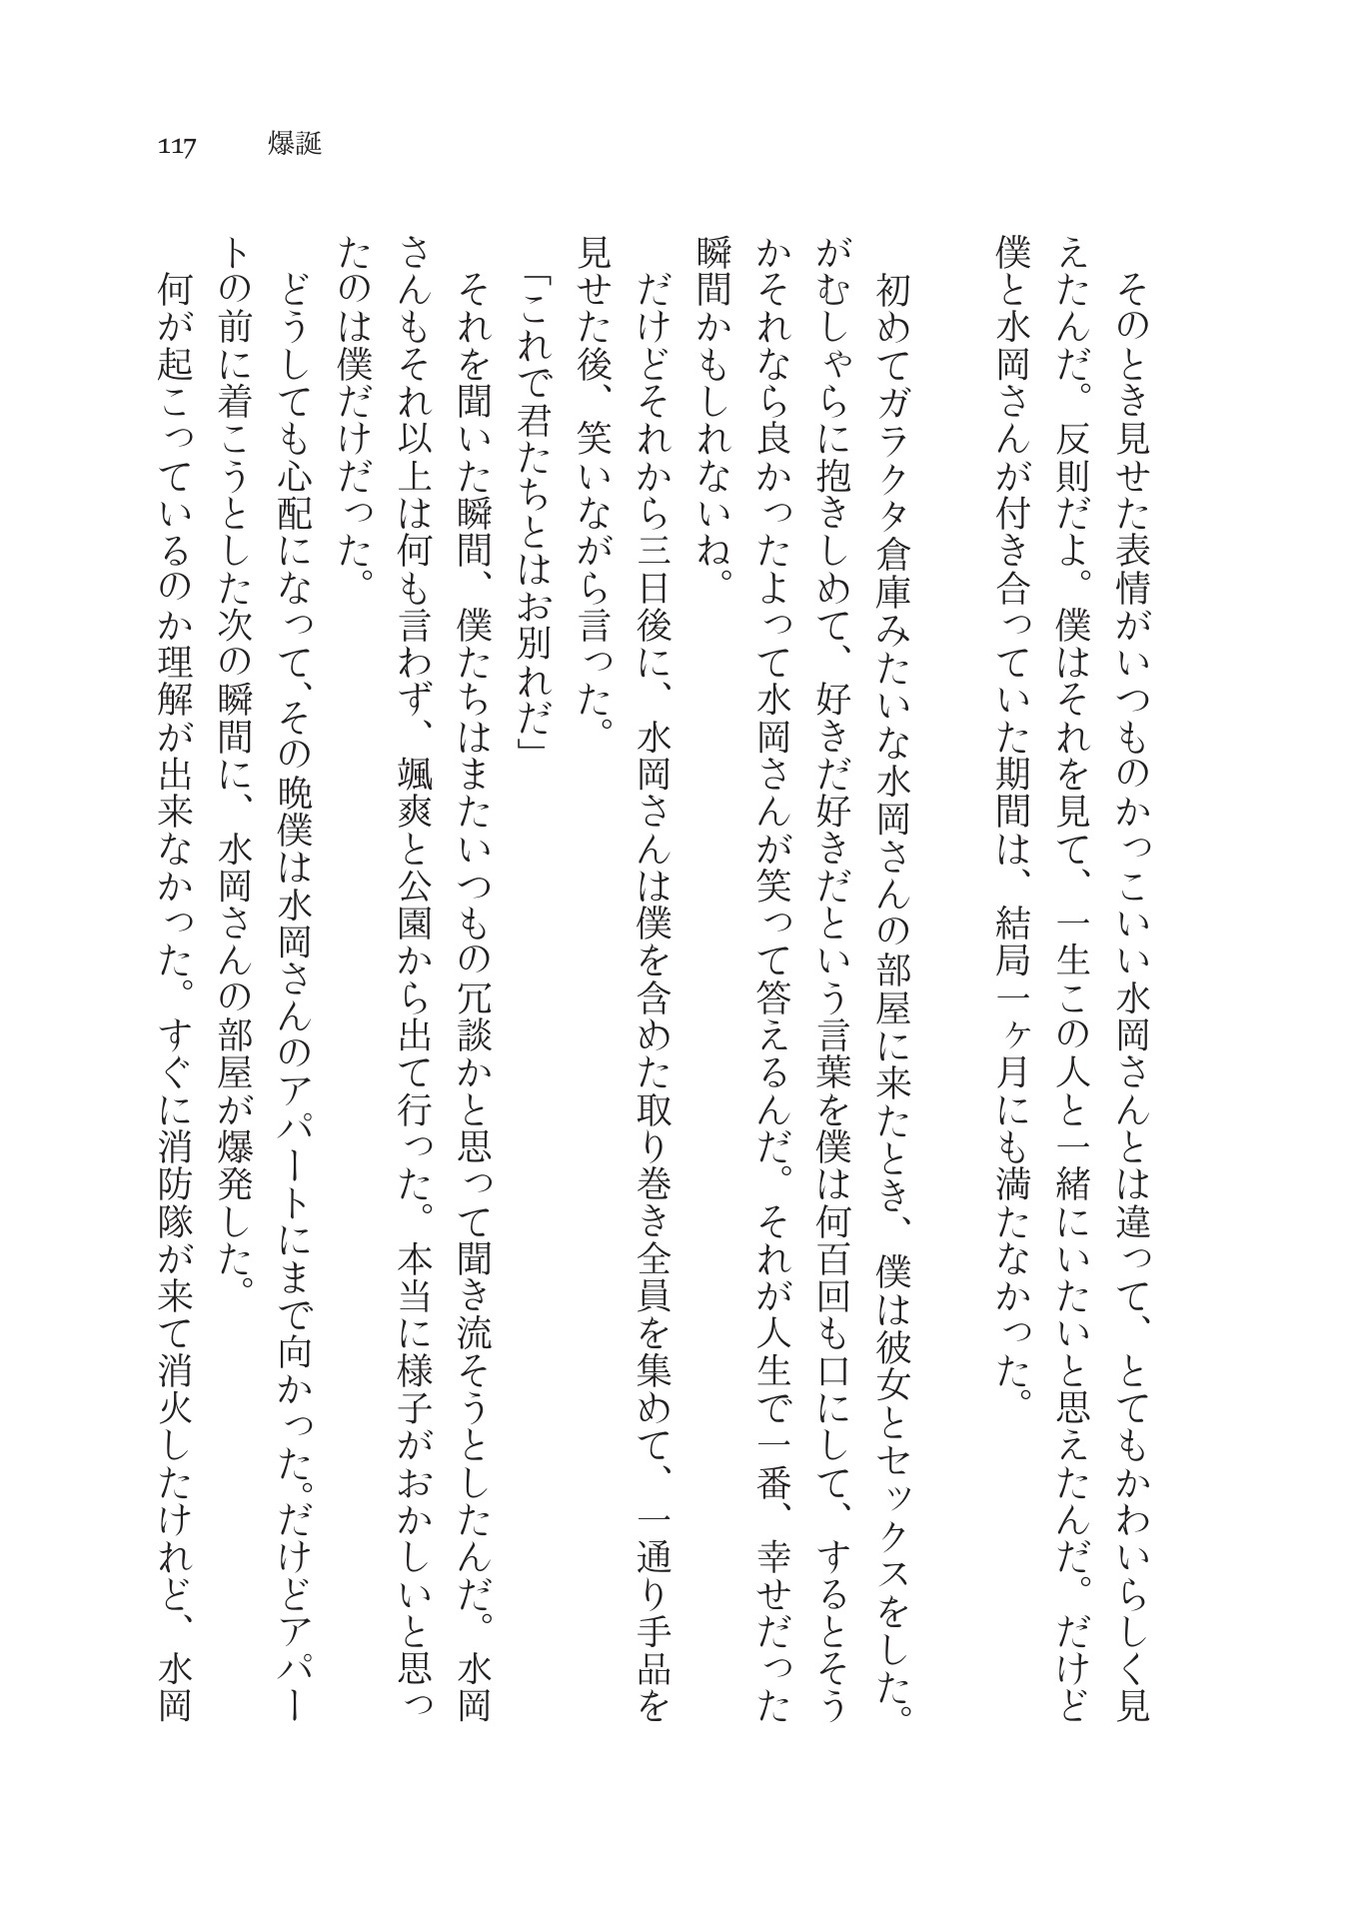 117　爆誕
　そのとき見せた表情がいつものかっこいい水岡さんとは違って、とてもかわいらしく見
えたんだ。反則だよ。僕はそれを見て、一生この人と一緒にいたいと思えたんだ。だけど
僕と水岡さんが付き合っていた期間は、結局一ヶ月にも満たなかった。
　初めてガラクタ倉庫みたいな水岡さんの部屋に来たとき、僕は彼女とセックスをした。
がむしゃらに抱きしめて、好きだ好きだという言葉を僕は何百回も口にして、するとそう
かそれなら良かったよって水岡さんが笑って答えるんだ。それが人生で一番、幸せだった
瞬間かもしれないね。
　だけどそれから三日後に、水岡さんは僕を含めた取り巻き全員を集めて、一通り手品を
見せた後、笑いながら言った。
「これで君たちとはお別れだ」
　それを聞いた瞬間、僕たちはまたいつもの冗談かと思って聞き流そうとしたんだ。水岡
さんもそれ以上は何も言わず、颯爽と公園から出て行った。本当に様子がおかしいと思っ
たのは僕だけだった。
　どうしても心配になって、その晩僕は水岡さんのアパートにまで向かった。だけどアパー
トの前に着こうとした次の瞬間に、水岡さんの部屋が爆発した。
　何が起こっているのか理解が出来なかった。すぐに消防隊が来て消火したけれど、水岡